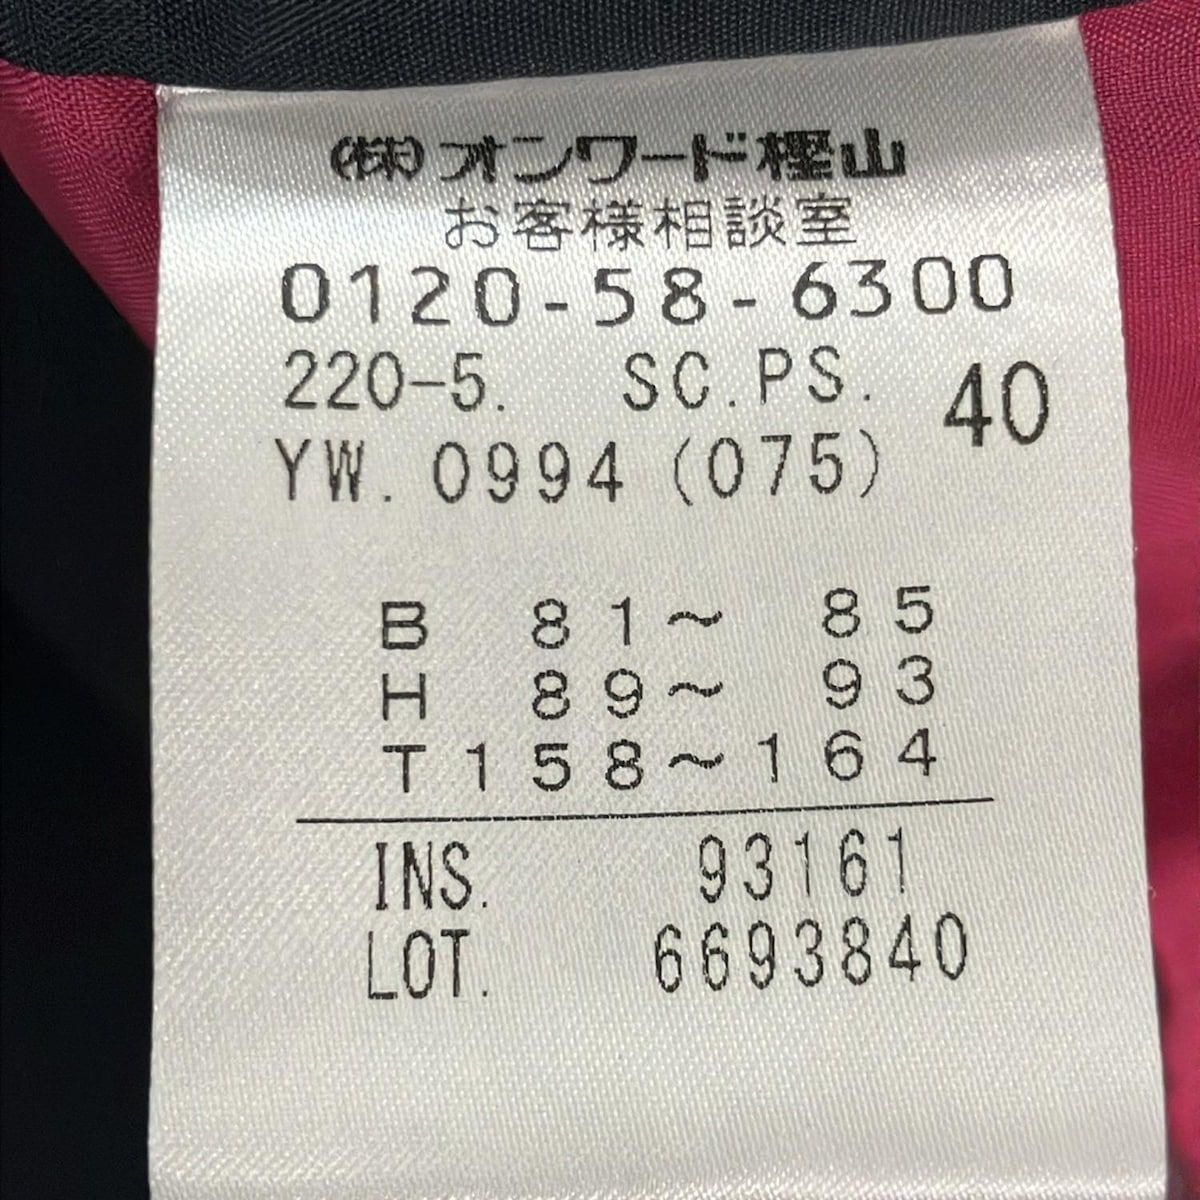 ㈱オンワード樫山
お客様相談室
0120-58-6300
220-5. SC.PS. 40
YW. 0994 (075)
B 81～ 85
H 89～ 93
T158～164
INS. 93161
LOT. 6693840